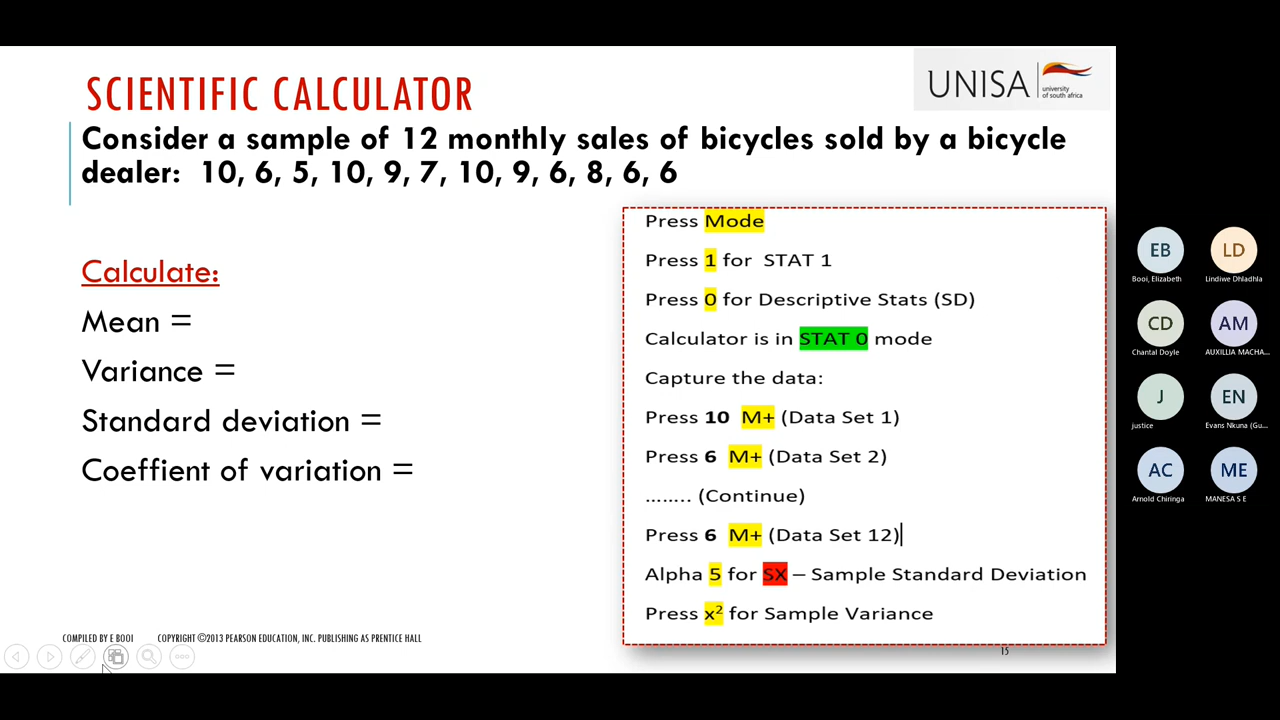 SCIENTIFIC CALCULATOR
UNISA
university
of south africa
Consider a sample of 12 monthly sales of bicycles sold by a bicycle
dealer: 10, 6, 5, 10, 9, 7, 10, 9, 6, 8, 6, 6
Calculate:
Mean =
Variance =
Standard deviation =
Coeffient of variation =
Press Mode
Press 1 for STAT 1
Press 0 for Descriptive Stats (SD)
Calculator is in STAT 0 mode
Capture the data:
Press 10 M+ (Data Set 1)
Press 6 M+ (Data Set 2)
…….. (Continue)
Press 6 M+ (Data Set 12)
Alpha 5 for SX – Sample Standard Deviation
Press x² for Sample Variance
COMPILED BY E BOOI COPYRIGHT ©2013 PEARSON EDUCATION, INC. PUBLISHING AS PRENTICE HALL
15
EB
Booi, Elizabeth
LD
Lindiwe Dhladhla
CD
Chantal Doyle
AM
AUXILLIA MACHA...
J
justice
EN
Evans Nkuna (Gu...
AC
Arnold Chiringa
ME
MANESA S E